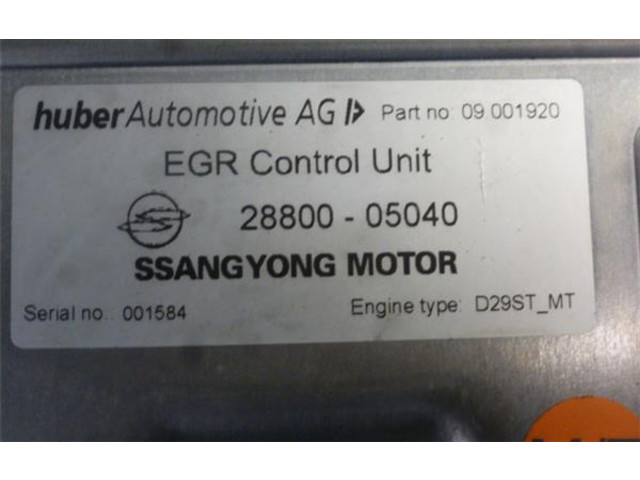 huberAutomotive AG Part no: 09 001920
EGR Control Unit
28800 - 05040
SSANGYONG MOTOR
Serial no.: 001584 Engine type: D29ST_MT